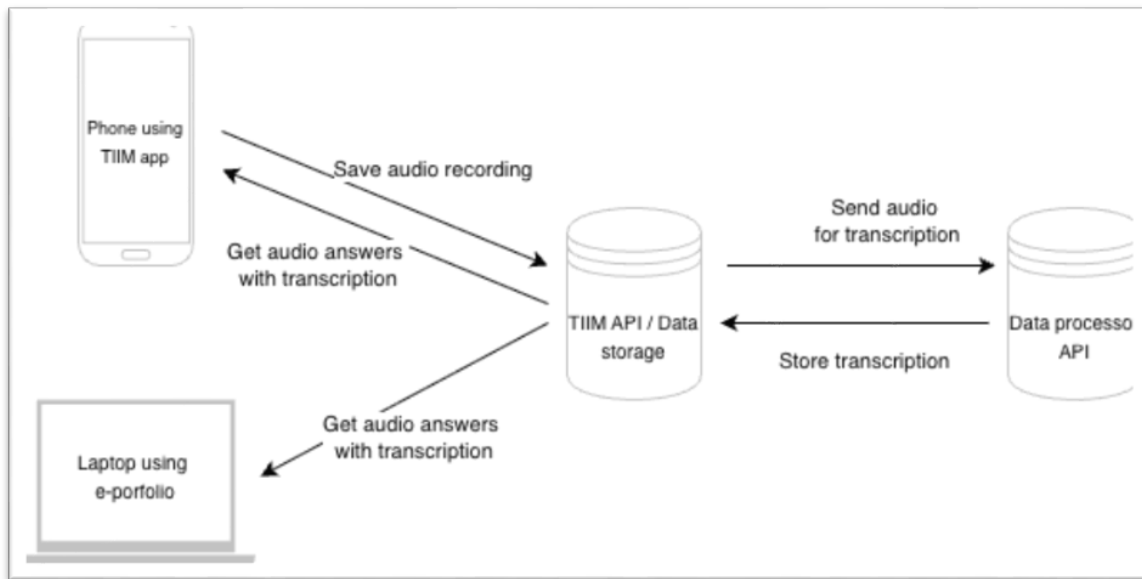 Phone using
TIIM app
Save audio recording
Get audio answers
with transcription
Send audio
for transcription
TIIM API / Data
storage
Data processo
API
Store transcription
Get audio answers
with transcription
Laptop using
e-porfolio